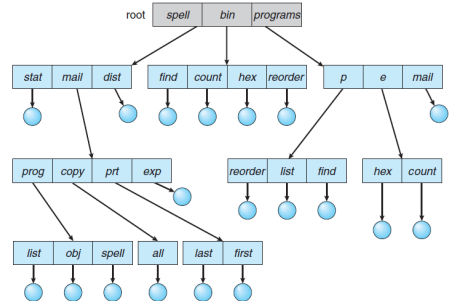 root spell bin programs
stat mail dist find count hex reorder p e mail
prog copy prt exp reorder list find hex count
list obj spell all last first